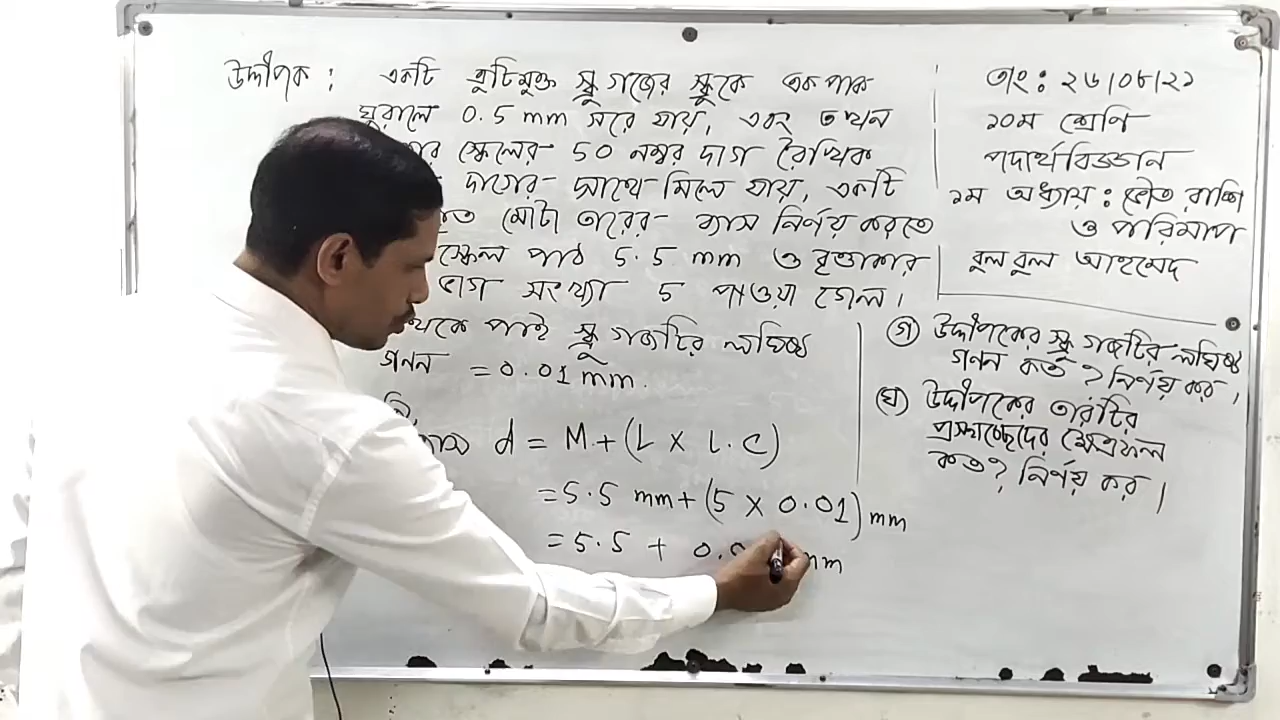 উদ্দীপক : একটি ত্রুটিমুক্ত স্ক্রু গজের স্ক্রুকে এক পাক
ঘুরালে 0.5 mm সরে যায়, এবং তখন
স্কেলের 50 নম্বর দাগ রৈখিক
দাগের সাথে মিলে যায়, একটি
মোটা তারের ব্যাস নির্ণয় করতে
স্কেল পাঠ 5.5 mm ও বৃত্তাকার
ভাগ সংখ্যা 5 পাওয়া গেল।
থেকে পাই স্ক্রু গজটির লঘিষ্ঠ
গনন = 0.01 mm.
d = M + (L × L.C)
= 5.5 mm + (5 × 0.01) mm
= 5.5 + 0.0 mm
তাং : ২৬/০৮/২১
১০ম শ্রেণি
পদার্থবিজ্ঞান
১ম অধ্যায় : ভৌত রাশি
ও পরিমাপ
বুলবুল আহমেদ
(গ) উদ্দীপকের স্ক্রু গজটির লঘিষ্ঠ
গনন কত ? নির্ণয় কর,
(ঘ) উদ্দীপকের তারটির
প্রস্থচ্ছেদের ক্ষেত্রফল
কত? নির্ণয় কর।